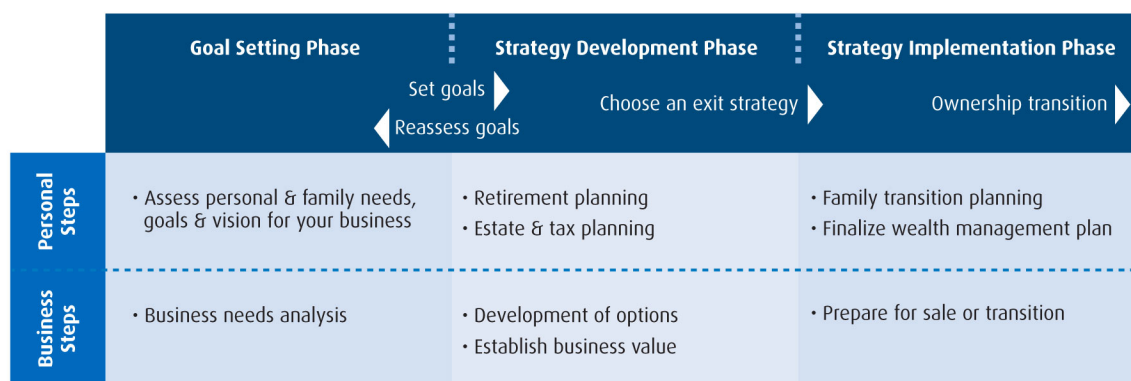 Goal Setting Phase
Strategy Development Phase
Strategy Implementation Phase
Set goals
Reassess goals
Choose an exit strategy
Ownership transition
Personal
Steps
• Assess personal & family needs,
goals & vision for your business
• Retirement planning
• Estate & tax planning
• Family transition planning
• Finalize wealth management plan
Business
Steps
• Business needs analysis
• Development of options
• Establish business value
• Prepare for sale or transition